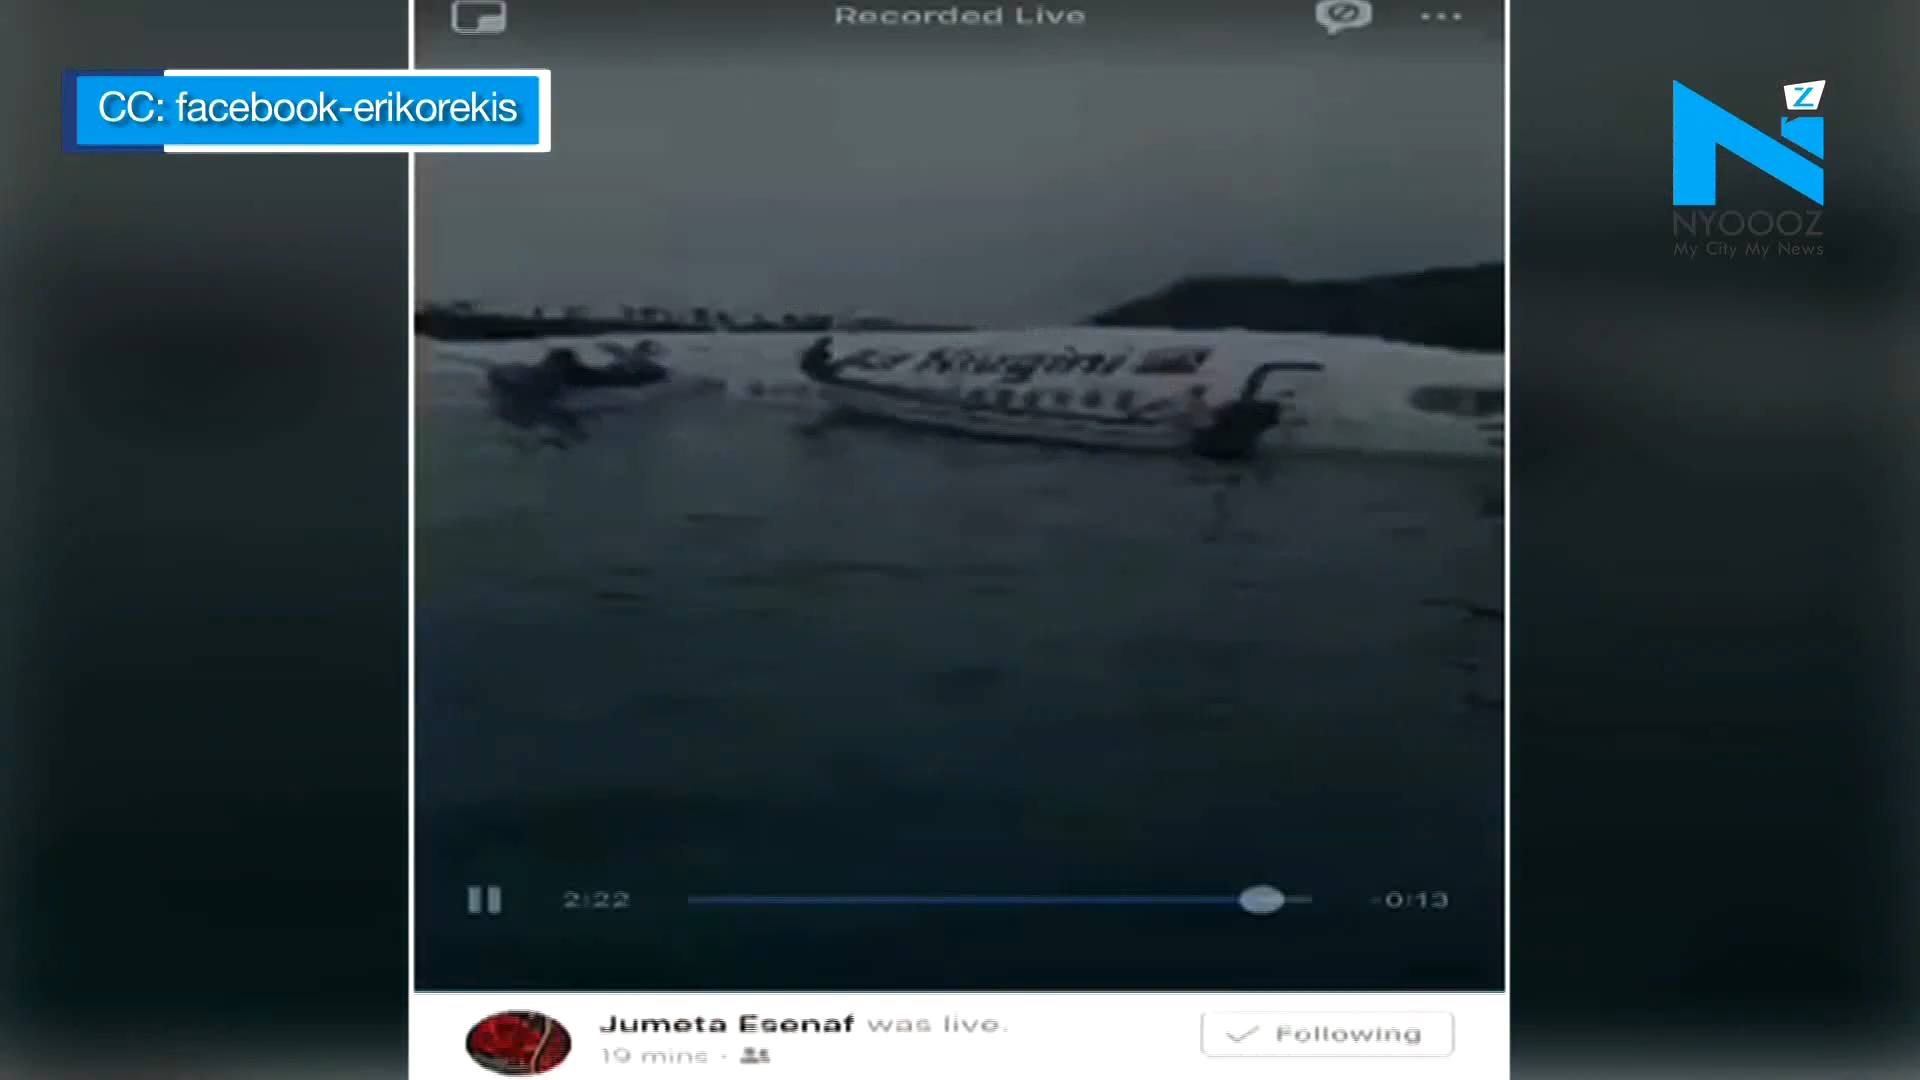 Recorded Live
CC: facebook-erikorekis
Z
NYOOOZ
My City My News
Air Niugini
2:22
-0:13
Jumeta Esenaf was live.
19 mins ·
Following